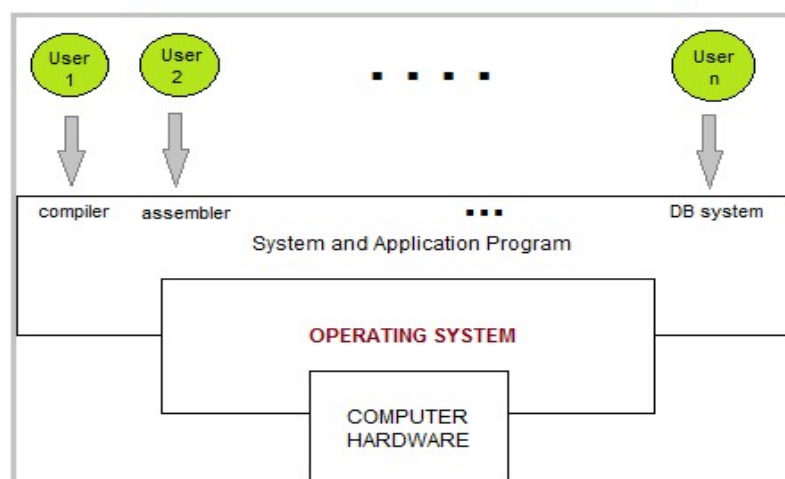 User
1
User
2
. . . .
User
n
compiler
assembler
...
DB system
System and Application Program
OPERATING SYSTEM
COMPUTER
HARDWARE